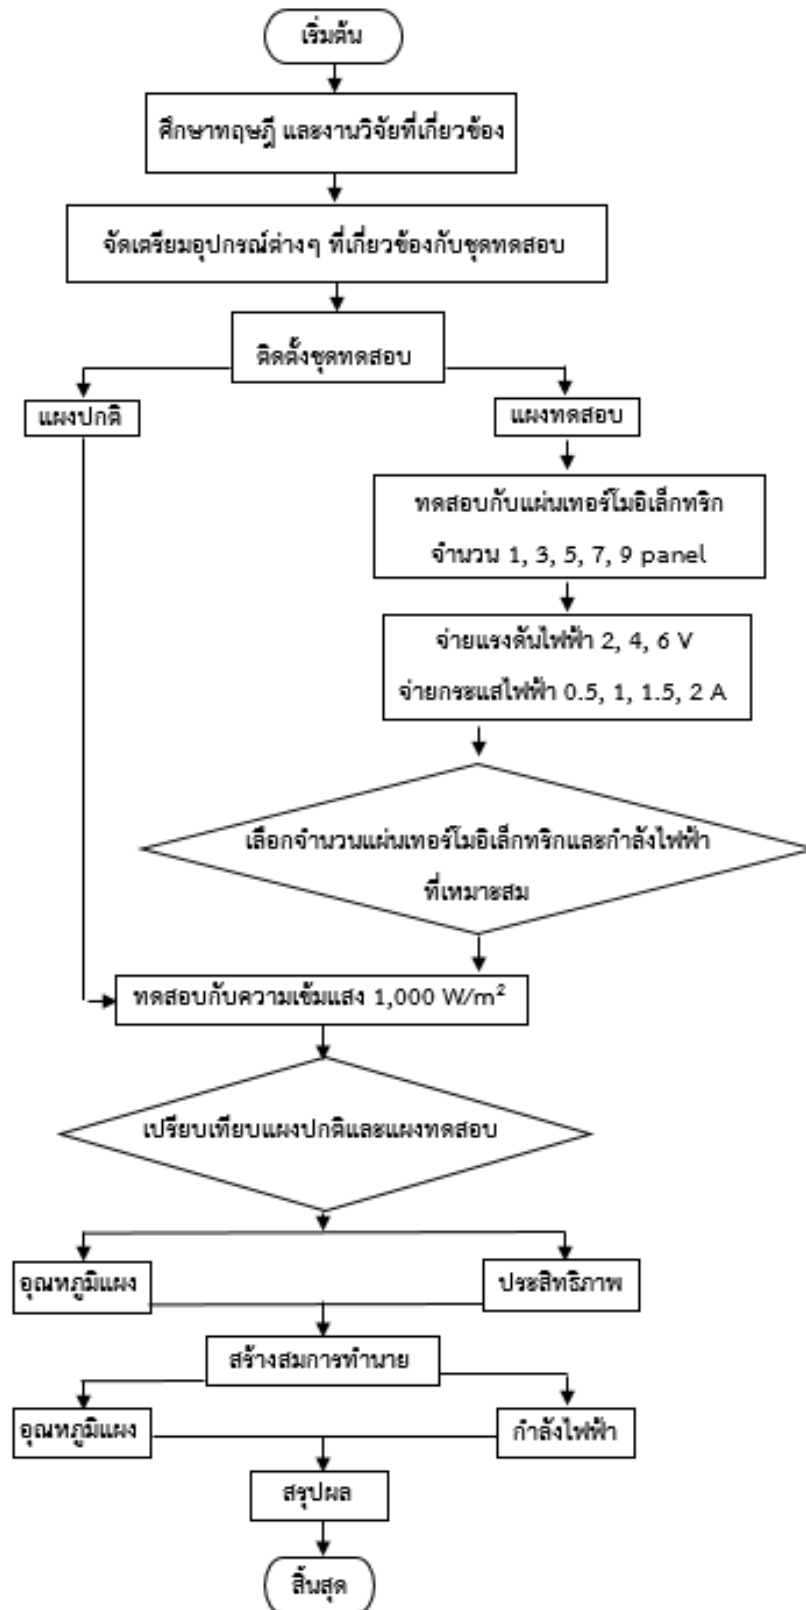 เริ่มต้น
ศึกษาทฤษฎี และงานวิจัยที่เกี่ยวข้อง
จัดเตรียมอุปกรณ์ต่างๆ ที่เกี่ยวข้องกับชุดทดสอบ
ติดตั้งชุดทดสอบ
แผงปกติ
แผงทดสอบ
ทดสอบกับแผ่นเทอร์โมอิเล็กทริก
จำนวน 1, 3, 5, 7, 9 panel
จ่ายแรงดันไฟฟ้า 2, 4, 6 V
จ่ายกระแสไฟฟ้า 0.5, 1, 1.5, 2 A
เลือกจำนวนแผ่นเทอร์โมอิเล็กทริกและกำลังไฟฟ้า
ที่เหมาะสม
ทดสอบกับความเข้มแสง 1,000 W/m²
เปรียบเทียบแผงปกติและแผงทดสอบ
อุณหภูมิแผง
ประสิทธิภาพ
สร้างสมการทำนาย
อุณหภูมิแผง
กำลังไฟฟ้า
สรุปผล
สิ้นสุด